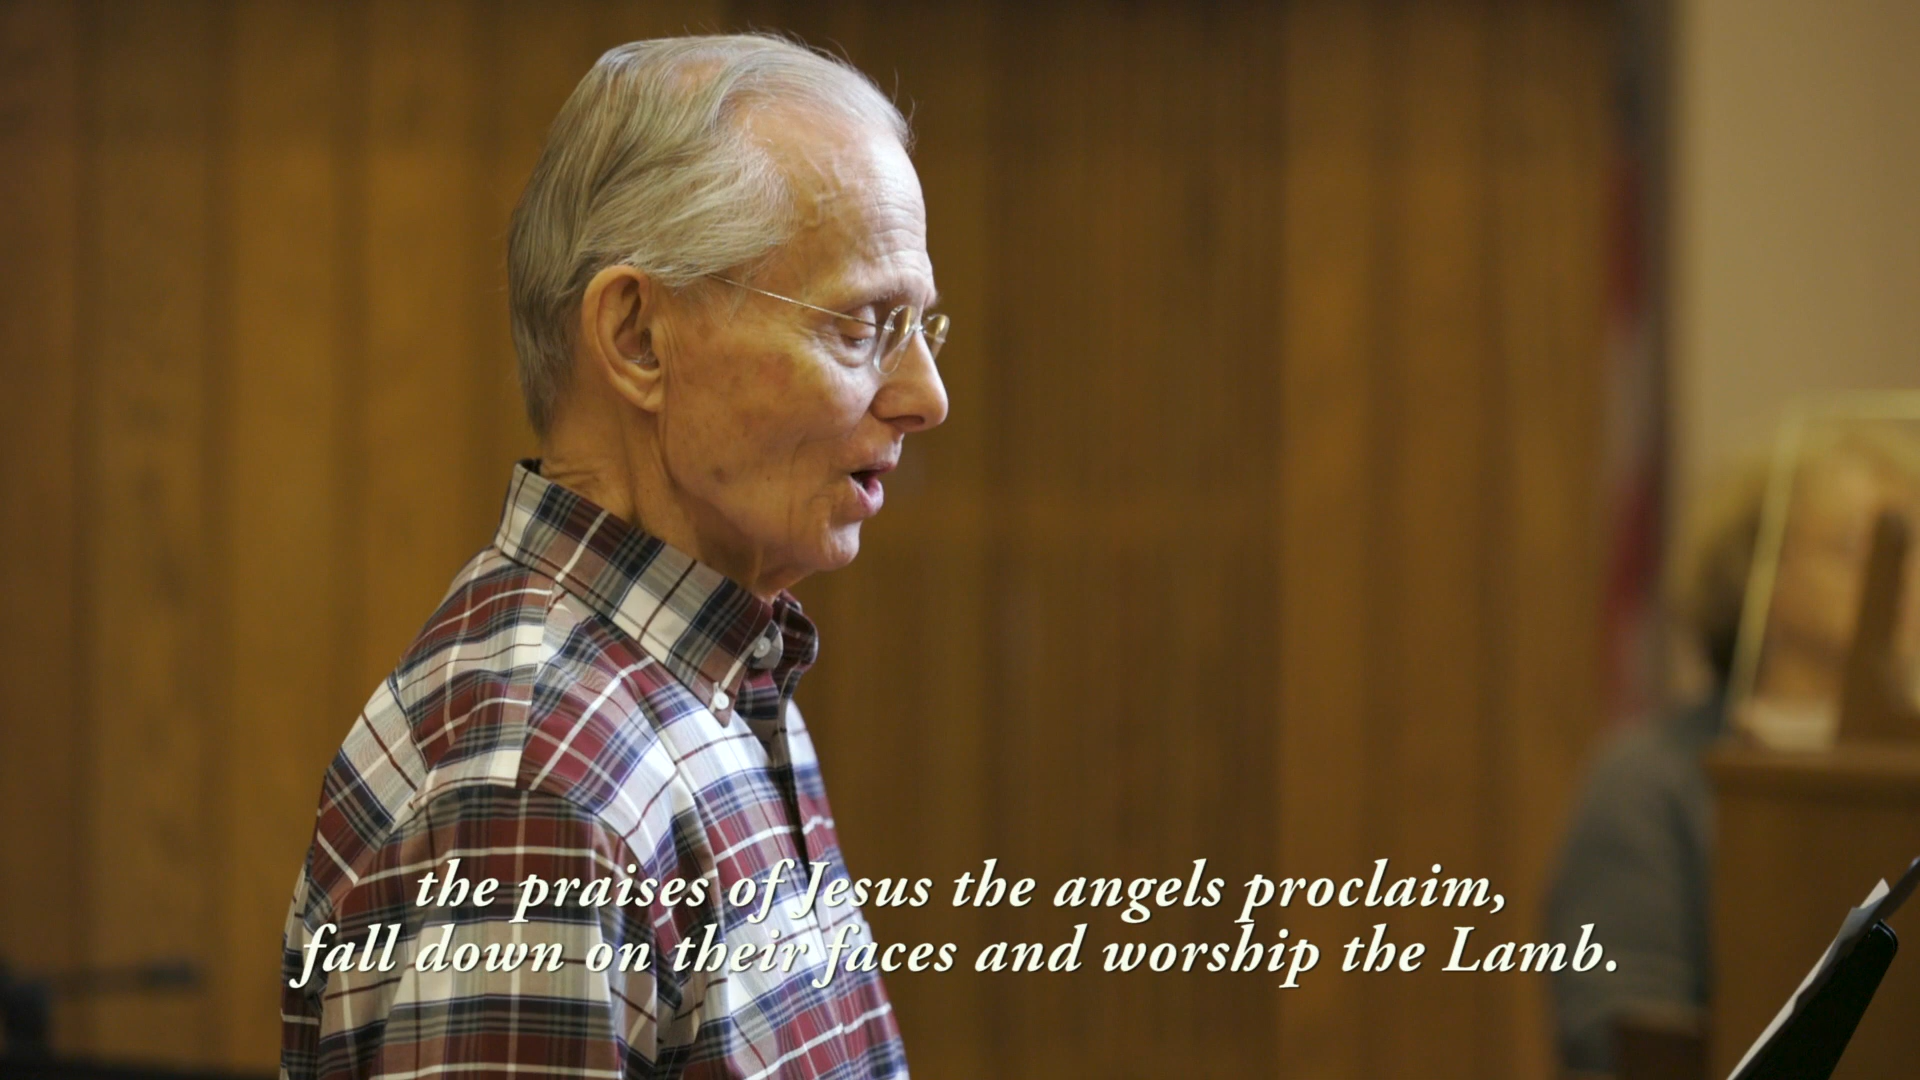 the praises of Jesus the angels proclaim,
fall down on their faces and worship the Lamb.